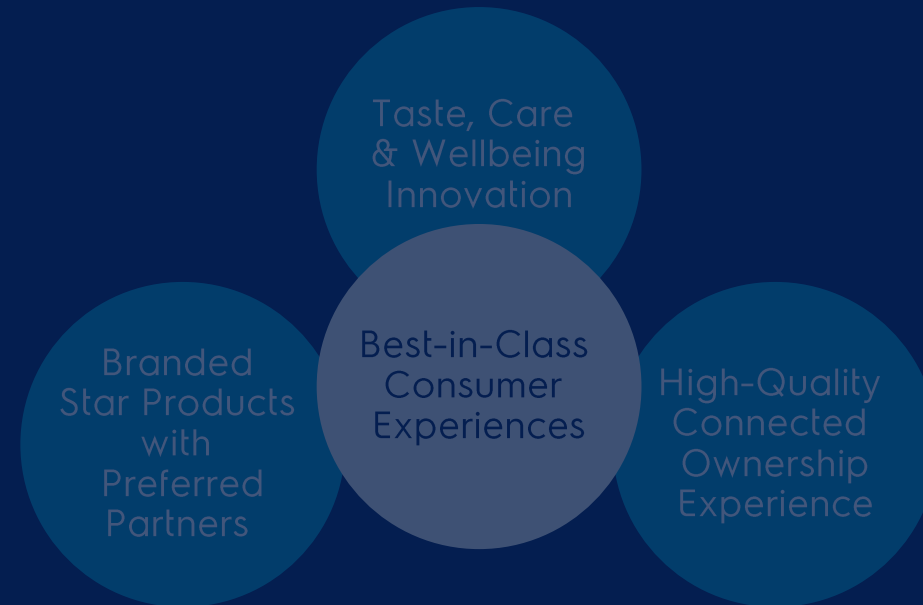 Taste, Care
& Wellbeing
Innovation
Best-in-Class
Consumer
Experiences
Branded
Star Products
with
Preferred
Partners
High-Quality
Connected
Ownership
Experience